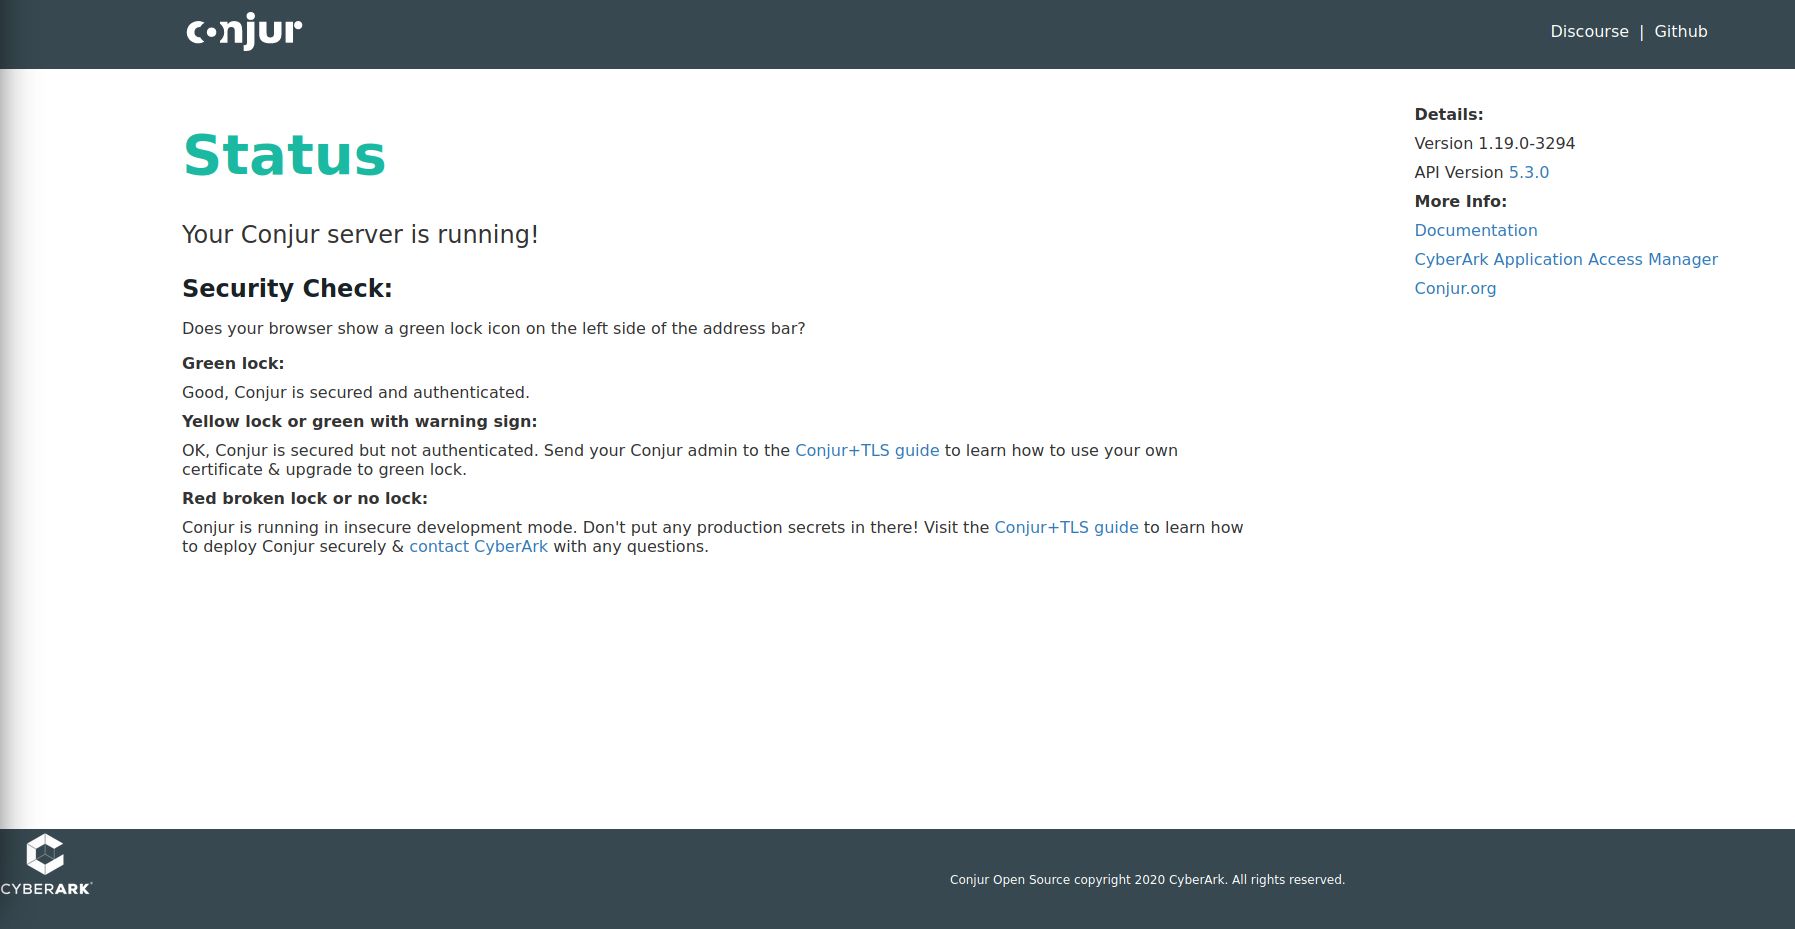 conjur
Discourse | Github
Status
Your Conjur server is running!
Security Check:
Does your browser show a green lock icon on the left side of the address bar?
Green lock:
Good, Conjur is secured and authenticated.
Yellow lock or green with warning sign:
OK, Conjur is secured but not authenticated. Send your Conjur admin to the Conjur+TLS guide to learn how to use your own
certificate & upgrade to green lock.
Red broken lock or no lock:
Conjur is running in insecure development mode. Don't put any production secrets in there! Visit the Conjur+TLS guide to learn how
to deploy Conjur securely & contact CyberArk with any questions.
Details:
Version 1.19.0-3294
API Version 5.3.0
More Info:
Documentation
CyberArk Application Access Manager
Conjur.org
CYBERARK
Conjur Open Source copyright 2020 CyberArk. All rights reserved.